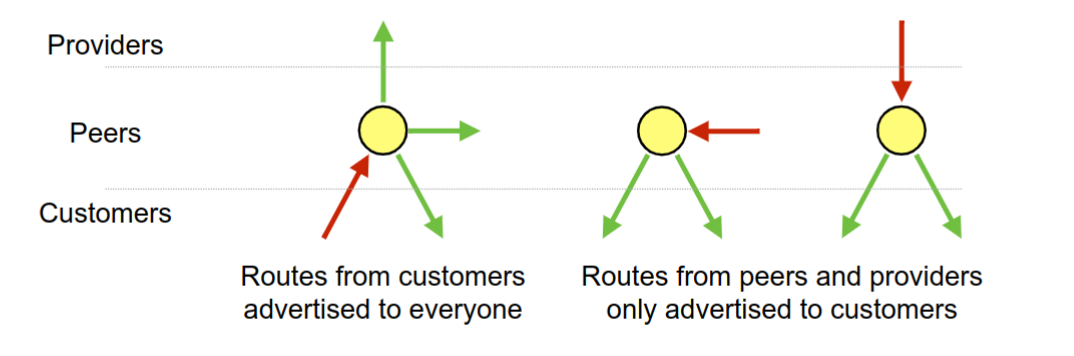 Providers
Peers
Customers
Routes from customers
advertised to everyone
Routes from peers and providers
only advertised to customers